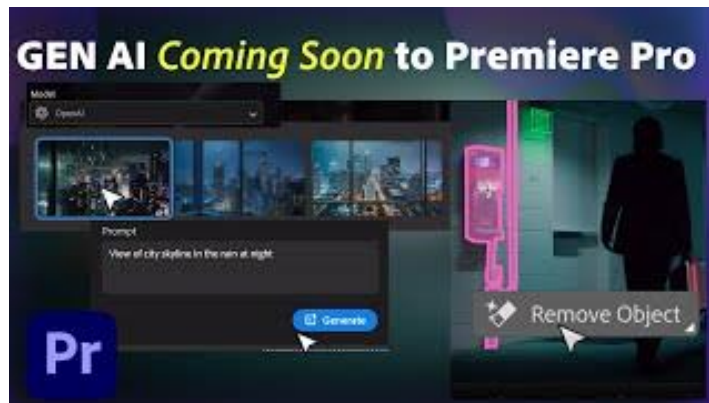 GEN AI Coming Soon to Premiere Pro
Model
OpenAI
Prompt
View of city skyline in the rain at night
Generate
Remove Object
Pr